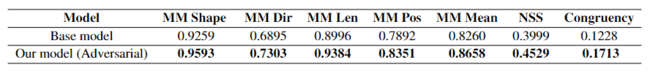 Model MM Shape MM Dir MM Len MM Pos MM Mean NSS Congruency
Base model 0.9259 0.6895 0.8996 0.7892 0.8260 0.3999 0.1228
Our model (Adversarial) 0.9593 0.7303 0.9384 0.8351 0.8658 0.4529 0.1713